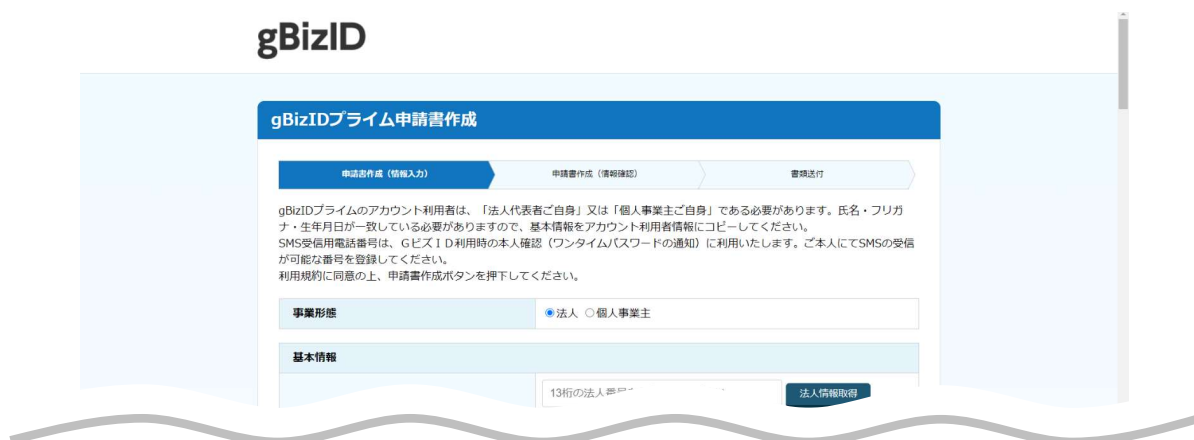 gBizID
gBizIDプライム申請書作成
申請書作成（情報入力）
申請書作成（情報確認）
書類送付
gBizIDプライムのアカウント利用者は、「法人代表者ご自身」又は「個人事業主ご自身」である必要があります。氏名・フリガ
ナ・生年月日が一致している必要がありますので、基本情報をアカウント利用者情報にコピーしてください。
SMS受信用電話番号は、ＧビズＩＤ利用時の本人確認（ワンタイムパスワードの通知）に利用いたします。ご本人にてSMSの受信
が可能な番号を登録してください。
利用規約に同意の上、申請書作成ボタンを押下してください。
事業形態
法人 個人事業主
基本情報
13桁の法人番号
法人情報取得